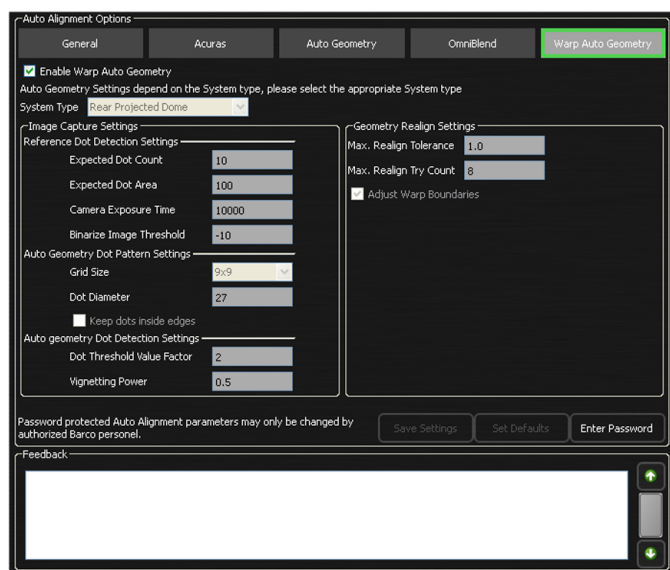 Auto Alignment Options
General Acuras Auto Geometry OmniBlend Warp Auto Geometry
Enable Warp Auto Geometry
Auto Geometry Settings depend on the System type, please select the appropriate System type
System Type Rear Projected Dome
Image Capture Settings
Reference Dot Detection Settings
Expected Dot Count 10
Expected Dot Area 100
Camera Exposure Time 10000
Binarize Image Threshold -10
Auto Geometry Dot Pattern Settings
Grid Size 9x9
Dot Diameter 27
Keep dots inside edges
Auto geometry Dot Detection Settings
Dot Threshold Value Factor 2
Vignetting Power 0.5
Geometry Realign Settings
Max. Realign Tolerance 1.0
Max. Realign Try Count 8
Adjust Warp Boundaries
Password protected Auto Alignment parameters may only be changed by
authorized Barco personel.
Save Settings Set Defaults Enter Password
Feedback